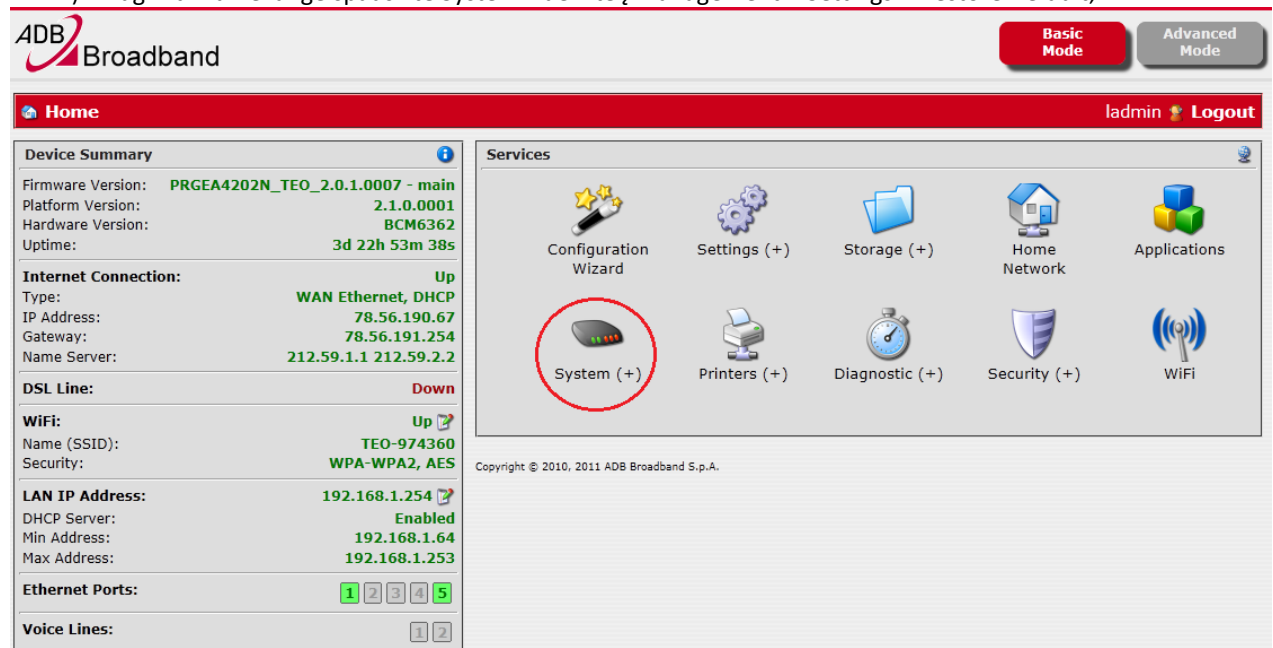 ADB
Broadband
Basic
Mode
Advanced
Mode
Home
ladmin Logout
Device Summary
Firmware Version: PRGEA4202N_TEO_2.0.1.0007 - main
Platform Version: 2.1.0.0001
Hardware Version: BCM6362
Uptime: 3d 22h 53m 38s
Internet Connection: Up
Type: WAN Ethernet, DHCP
IP Address: 78.56.190.67
Gateway: 78.56.191.254
Name Server: 212.59.1.1 212.59.2.2
DSL Line: Down
WiFi: Up
Name (SSID): TEO-974360
Security: WPA-WPA2, AES
LAN IP Address: 192.168.1.254
DHCP Server: Enabled
Min Address: 192.168.1.64
Max Address: 192.168.1.253
Ethernet Ports: 1 2 3 4 5
Voice Lines: 1 2
Services
Configuration
Wizard
Settings (+)
Storage (+)
Home
Network
Applications
System (+)
Printers (+)
Diagnostic (+)
Security (+)
WiFi
Copyright © 2010, 2011 ADB Broadband S.p.A.